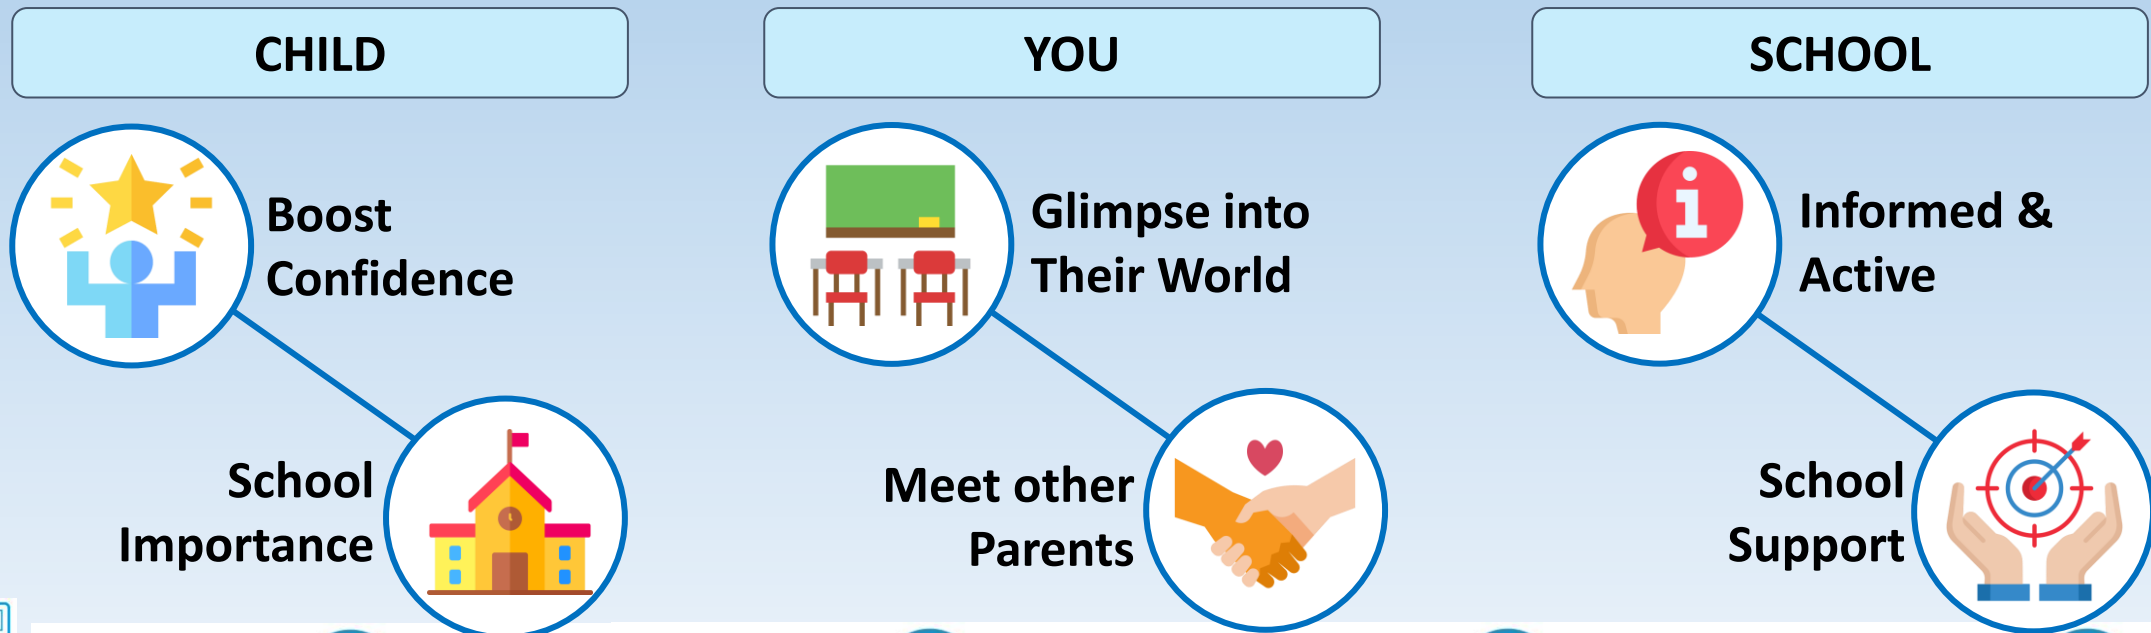 CHILD
Boost
Confidence
School
Importance
YOU
Glimpse into
Their World
Meet other
Parents
SCHOOL
Informed &
Active
School
Support